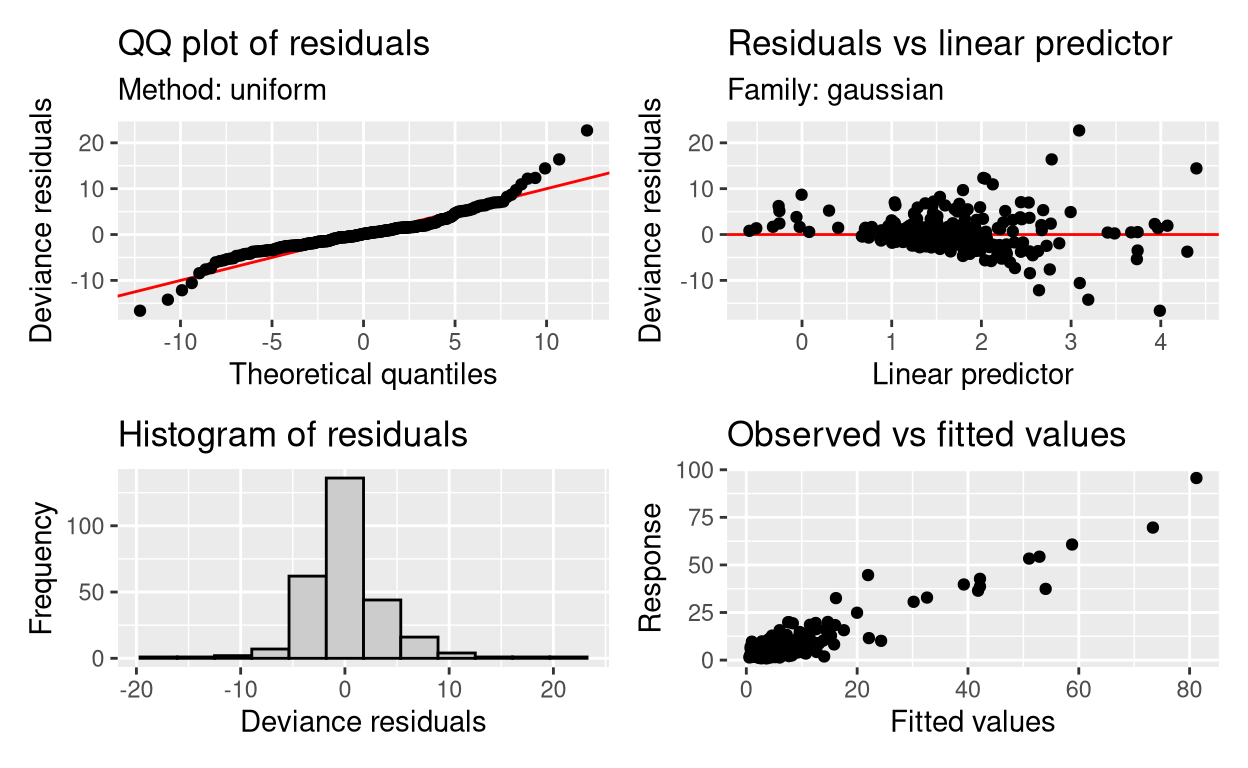 QQ plot of residuals
Method: uniform
Deviance residuals
20
10
0
-10
-10
-5
0
5
10
Theoretical quantiles
Residuals vs linear predictor
Family: gaussian
Deviance residuals
20
10
0
-10
0
1
2
3
4
Linear predictor
Histogram of residuals
Frequency
100
50
0
-20
-10
0
10
20
Deviance residuals
Observed vs fitted values
Response
100
75
50
25
0
0
20
40
60
80
Fitted values